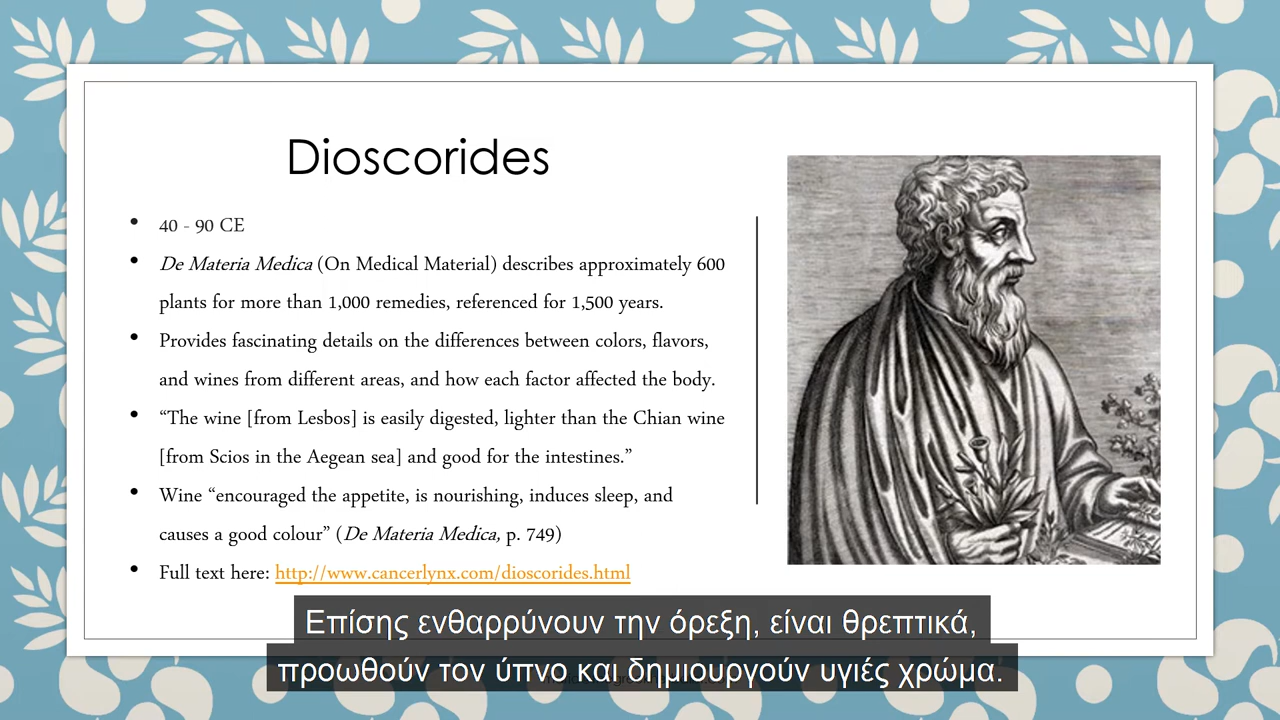 Dioscorides
• 40 - 90 CE
• De Materia Medica (On Medical Material) describes approximately 600
plants for more than 1,000 remedies, referenced for 1,500 years.
• Provides fascinating details on the differences between colors, flavors,
and wines from different areas, and how each factor affected the body.
• “The wine [from Lesbos] is easily digested, lighter than the Chian wine
[from Scios in the Aegean sea] and good for the intestines.”
• Wine “encouraged the appetite, is nourishing, induces sleep, and
causes a good colour” (De Materia Medica, p. 749)
• Full text here: http://www.cancerlynx.com/dioscorides.html
Επίσης ενθαρρύνουν την όρεξη, είναι θρεπτικά,
προωθούν τον ύπνο και δημιουργούν υγιές χρώμα.